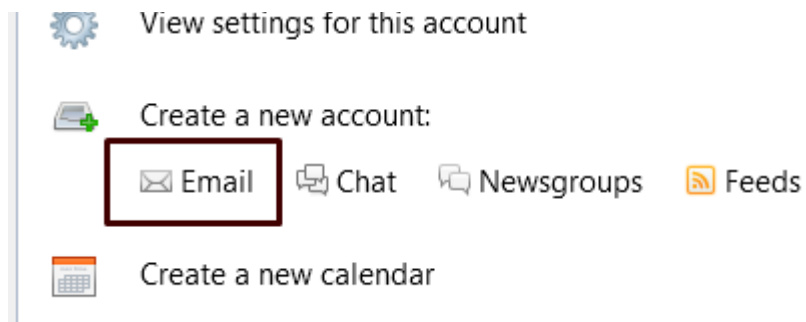 View settings for this account
Create a new account:
Email Chat Newsgroups Feeds
Create a new calendar